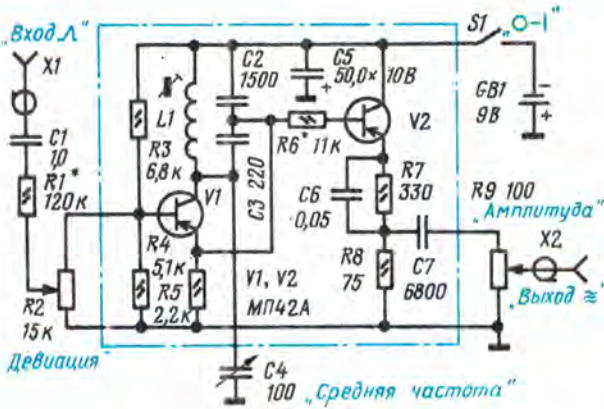 „Вход Λ"
X1
C1
1,0
R1*
120к
R2
15к
„Девиация"
L1
R3
6,8к
R4
5,1к
R5
2,2к
V1
C2
1500
C3 220
C4
100
„Средняя частота"
C5
50,0 × 10В
R6* 11к
V2
V1, V2
МП42А
C6
0,05
R7
330
R8
75
C7
6800
S1
„0-1"
GB1
9В
−
+
+
R9 100
„Амплитуда"
X2
„Выход ≅"